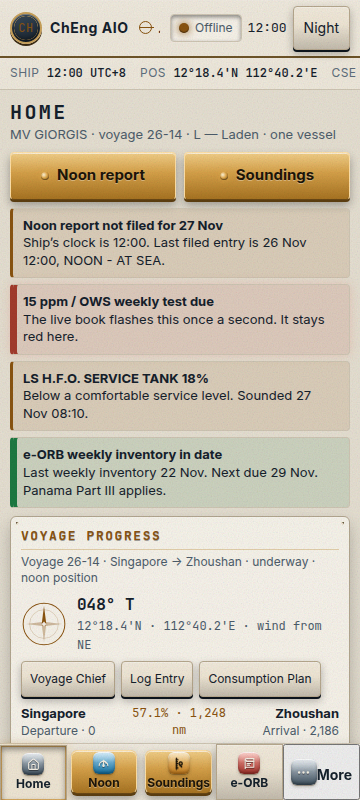 CH ChEng AIO Offline 12:00 Night
SHIP 12:00 UTC+8 POS 12°18.4'N 112°40.2'E CSE
HOME
MV GIORGIS · voyage 26-14 · L — Laden · one vessel
Noon report Soundings
Noon report not filed for 27 Nov
Ship's clock is 12:00. Last filed entry is 26 Nov
12:00, NOON - AT SEA.
15 ppm / OWS weekly test due
The live book flashes this once a second. It stays
red here.
LS H.F.O. SERVICE TANK 18%
Below a comfortable service level. Sounded 27
Nov 08:10.
e-ORB weekly inventory in date
Last weekly inventory 22 Nov. Next due 29 Nov.
Panama Part III applies.
VOYAGE PROGRESS
Voyage 26-14 · Singapore → Zhoushan · underway ·
noon position
048° T
12°18.4'N · 112°40.2'E · wind from
NE
Voyage Chief Log Entry Consumption Plan
Singapore 57.1% · 1,248 Zhoushan
Departure · 0 nm Arrival · 2,186
Home Noon Soundings e-ORB More